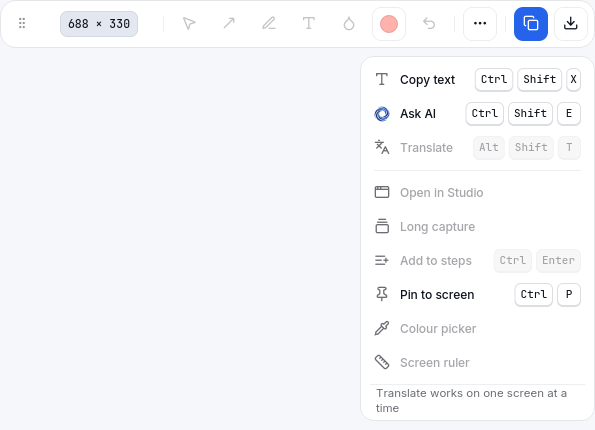 688 × 330
Copy text Ctrl Shift X
Ask AI Ctrl Shift E
Translate Alt Shift T
Open in Studio
Long capture
Add to steps Ctrl Enter
Pin to screen Ctrl P
Colour picker
Screen ruler
Translate works on one screen at a
time